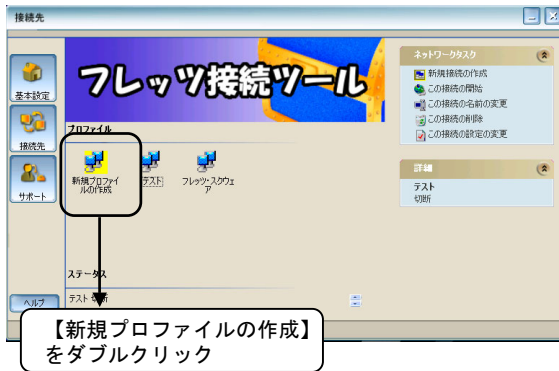 接続先
フレッツ接続ツール
基本設定
接続先
サポート
ヘルプ
プロファイル
新規プロファイ
ルの作成
テスト
フレッツ・スクウェ
ア
ステータス
テスト 切断
ネットワークタスク
新規接続の作成
この接続の開始
この接続の名前の変更
この接続の削除
この接続の設定の変更
詳細
テスト
切断
【新規プロファイルの作成】
をダブルクリック